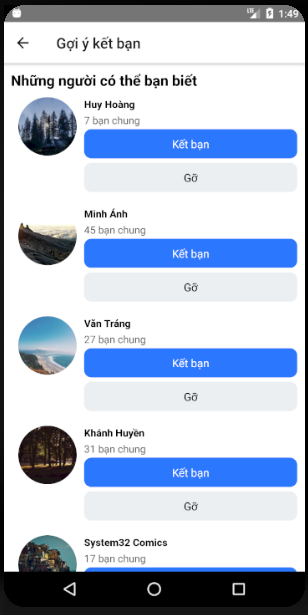 LTE 1:49
Gợi ý kết bạn
Những người có thể bạn biết
Huy Hoàng
7 bạn chung
Kết bạn
Gỡ
Minh Ánh
45 bạn chung
Kết bạn
Gỡ
Văn Tráng
27 bạn chung
Kết bạn
Gỡ
Khánh Huyền
31 bạn chung
Kết bạn
Gỡ
System32 Comics
17 bạn chung